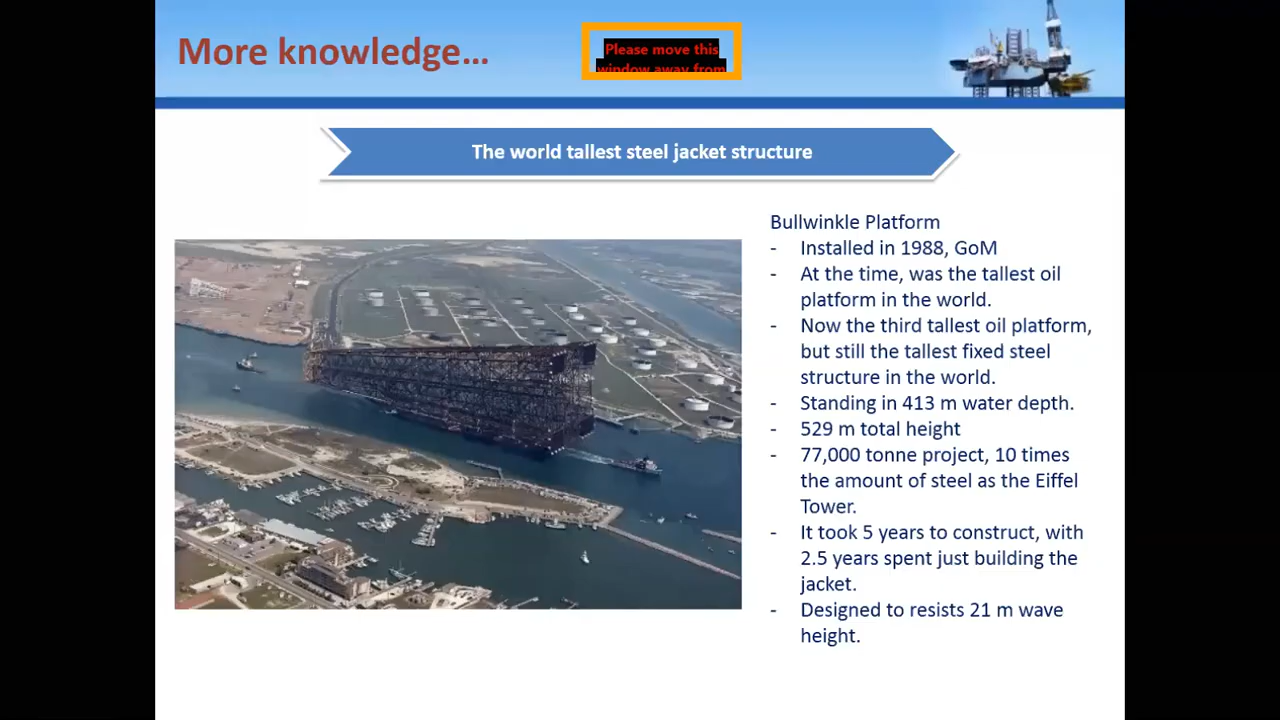 More knowledge...
Please move this
window away from
The world tallest steel jacket structure
Bullwinkle Platform
- Installed in 1988, GoM
- At the time, was the tallest oil
platform in the world.
- Now the third tallest oil platform,
but still the tallest fixed steel
structure in the world.
- Standing in 413 m water depth.
- 529 m total height
- 77,000 tonne project, 10 times
the amount of steel as the Eiffel
Tower.
- It took 5 years to construct, with
2.5 years spent just building the
jacket.
- Designed to resists 21 m wave
height.